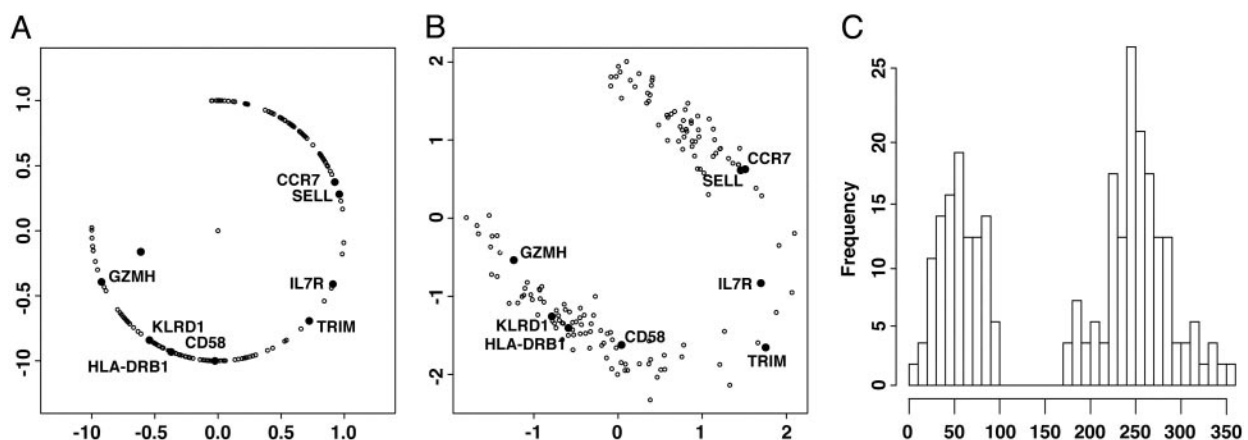 A
1.0
0.5
0.0
-0.5
-10
CCR7
SELL
IL7R
TRIM
GZMH
KLRD1
CD58
HLA-DRB1
-10 -0.5 0.0 0.5 1.0
B
2
1
0
-1
-2
CCR7
SELL
GZMH
IL7R
KLRD1
HLA-DRB1
CD58
TRIM
-1 0 1 2
C
Frequency
25
20
15
10
5
0
0 50 100 150 200 250 300 350